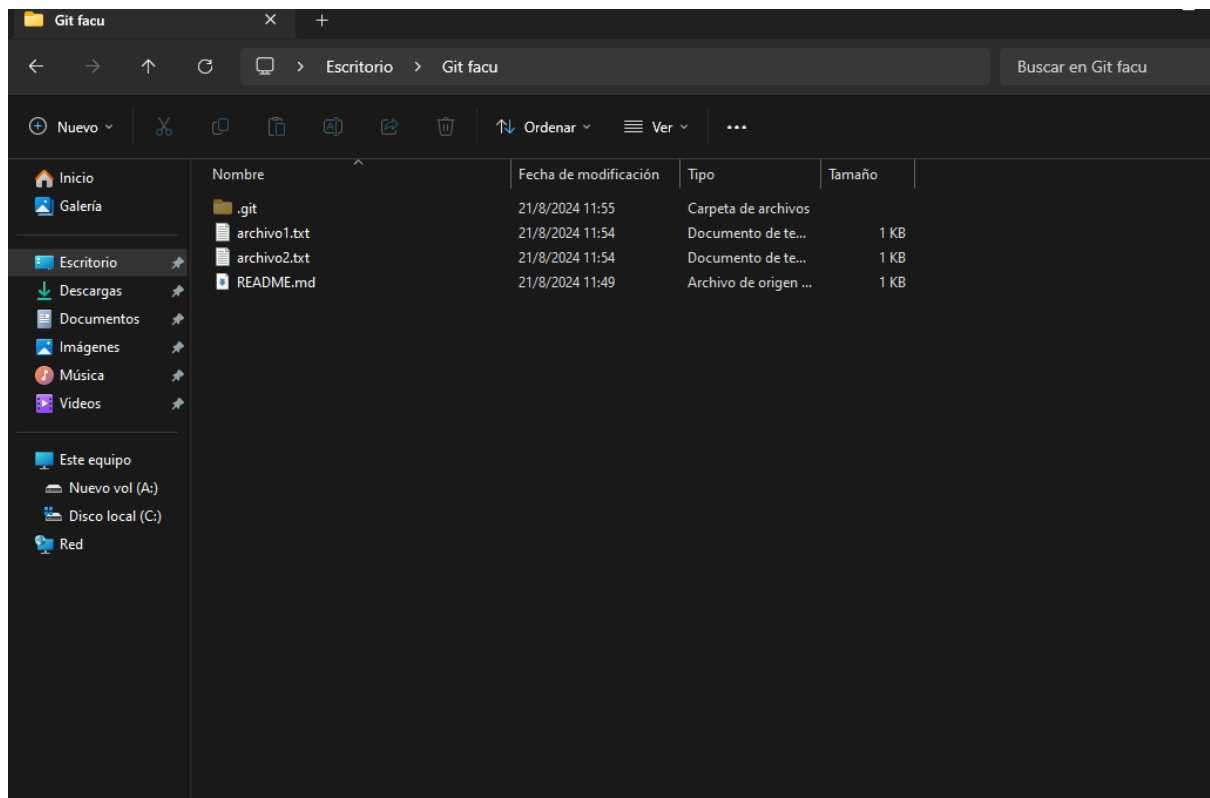 Git facu
Escritorio Git facu Buscar en Git facu
Nuevo Ordenar Ver
Inicio
Galería
Escritorio
Descargas
Documentos
Imágenes
Música
Videos
Este equipo
Nuevo vol (A:)
Disco local (C:)
Red
Nombre Fecha de modificación Tipo Tamaño
.git 21/8/2024 11:55 Carpeta de archivos
archivo1.txt 21/8/2024 11:54 Documento de te... 1 KB
archivo2.txt 21/8/2024 11:54 Documento de te... 1 KB
README.md 21/8/2024 11:49 Archivo de origen ... 1 KB